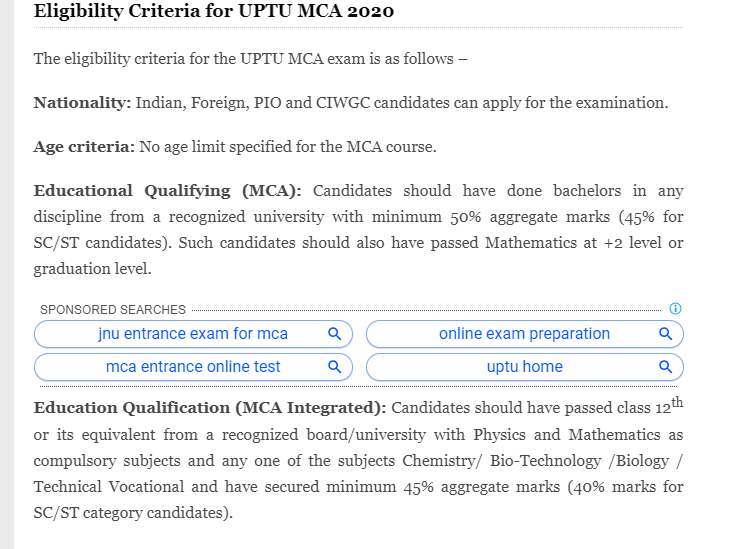 Eligibility Criteria for UPTU MCA 2020
The eligibility criteria for the UPTU MCA exam is as follows –
Nationality: Indian, Foreign, PIO and CIWGC candidates can apply for the examination.
Age criteria: No age limit specified for the MCA course.
Educational Qualifying (MCA): Candidates should have done bachelors in any
discipline from a recognized university with minimum 50% aggregate marks (45% for
SC/ST candidates). Such candidates should also have passed Mathematics at +2 level or
graduation level.
SPONSORED SEARCHES
jnu entrance exam for mca
online exam preparation
mca entrance online test
uptu home
Education Qualification (MCA Integrated): Candidates should have passed class 12th
or its equivalent from a recognized board/university with Physics and Mathematics as
compulsory subjects and any one of the subjects Chemistry/ Bio-Technology /Biology /
Technical Vocational and have secured minimum 45% aggregate marks (40% marks for
SC/ST category candidates).